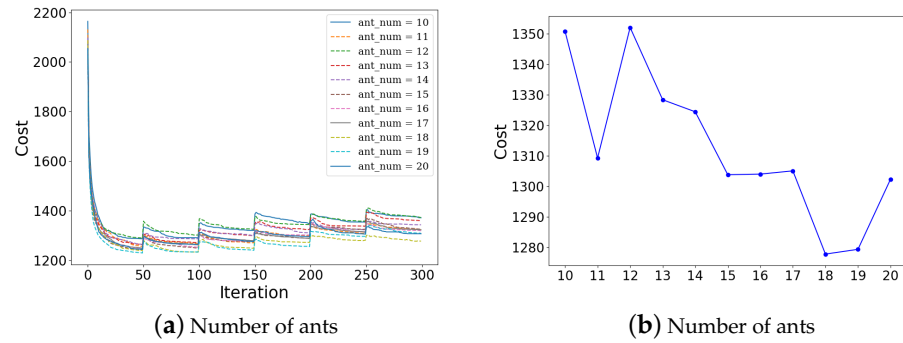 2200
2000
1800
1600
1400
1200
Cost
0 50 100 150 200 250 300
Iteration
ant_num = 10
ant_num = 11
ant_num = 12
ant_num = 13
ant_num = 14
ant_num = 15
ant_num = 16
ant_num = 17
ant_num = 18
ant_num = 19
ant_num = 20
(a) Number of ants
1350
1340
1330
1320
1310
1300
1290
1280
Cost
10 11 12 13 14 15 16 17 18 19 20
(b) Number of ants